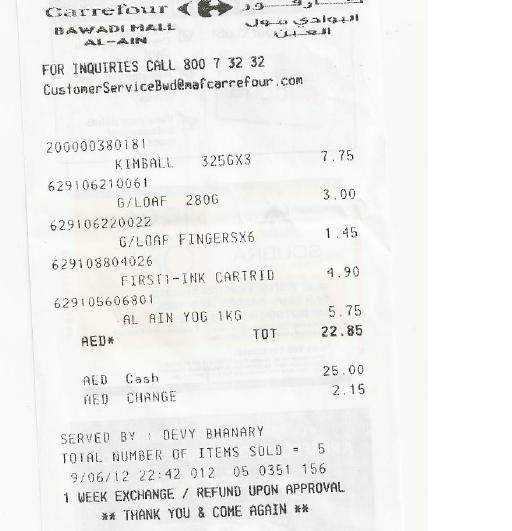 Carrefour كارفور
BAWADI MALL البوادي مول
AL-AIN العين
FOR INQUIRIES CALL 800 7 32 32
CustomerServiceBwd@mafcarrefour.com
200000380181
KIMBALL 325GX3 7.75
629106210061
G/LOAF 280G 3.00
629106220022
G/LOAF FINGERSX6 1.45
629108804026
FIRST1-INK CARTRID 4.90
629105606801
AL AIN YOG 1KG 5.75
AED* TOT 22.85
AED Cash 25.00
AED CHANGE 2.15
SERVED BY : DEVY BHANARY
TOTAL NUMBER OF ITEMS SOLD = 5
9/06/12 22:42 012 05 0351 156
1 WEEK EXCHANGE / REFUND UPON APPROVAL
** THANK YOU & COME AGAIN **